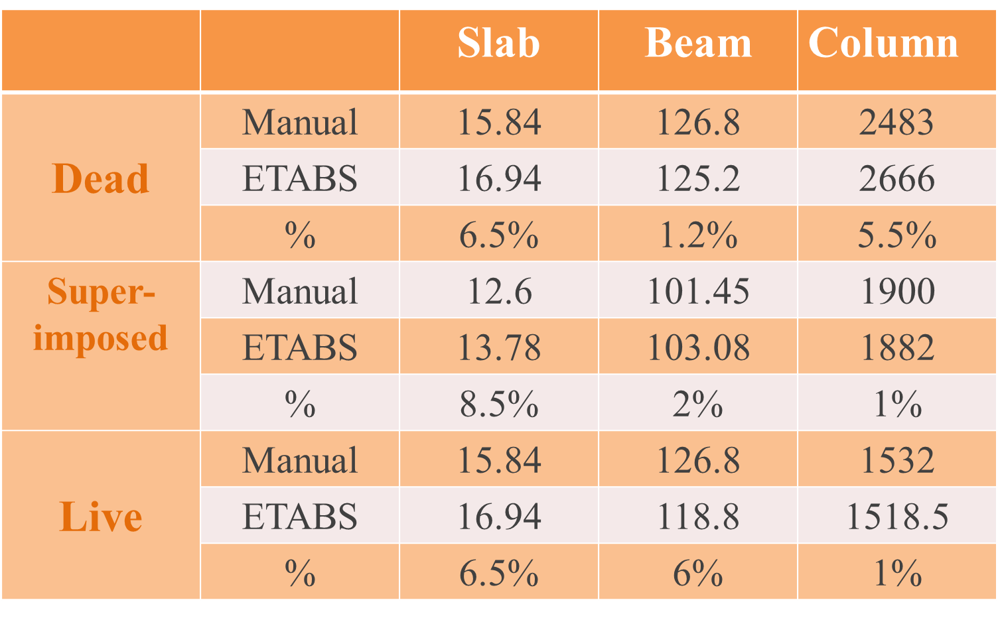 Slab Beam Column
Dead
Manual 15.84 126.8 2483
ETABS 16.94 125.2 2666
% 6.5% 1.2% 5.5%
Super-
imposed
Manual 12.6 101.45 1900
ETABS 13.78 103.08 1882
% 8.5% 2% 1%
Live
Manual 15.84 126.8 1532
ETABS 16.94 118.8 1518.5
% 6.5% 6% 1%